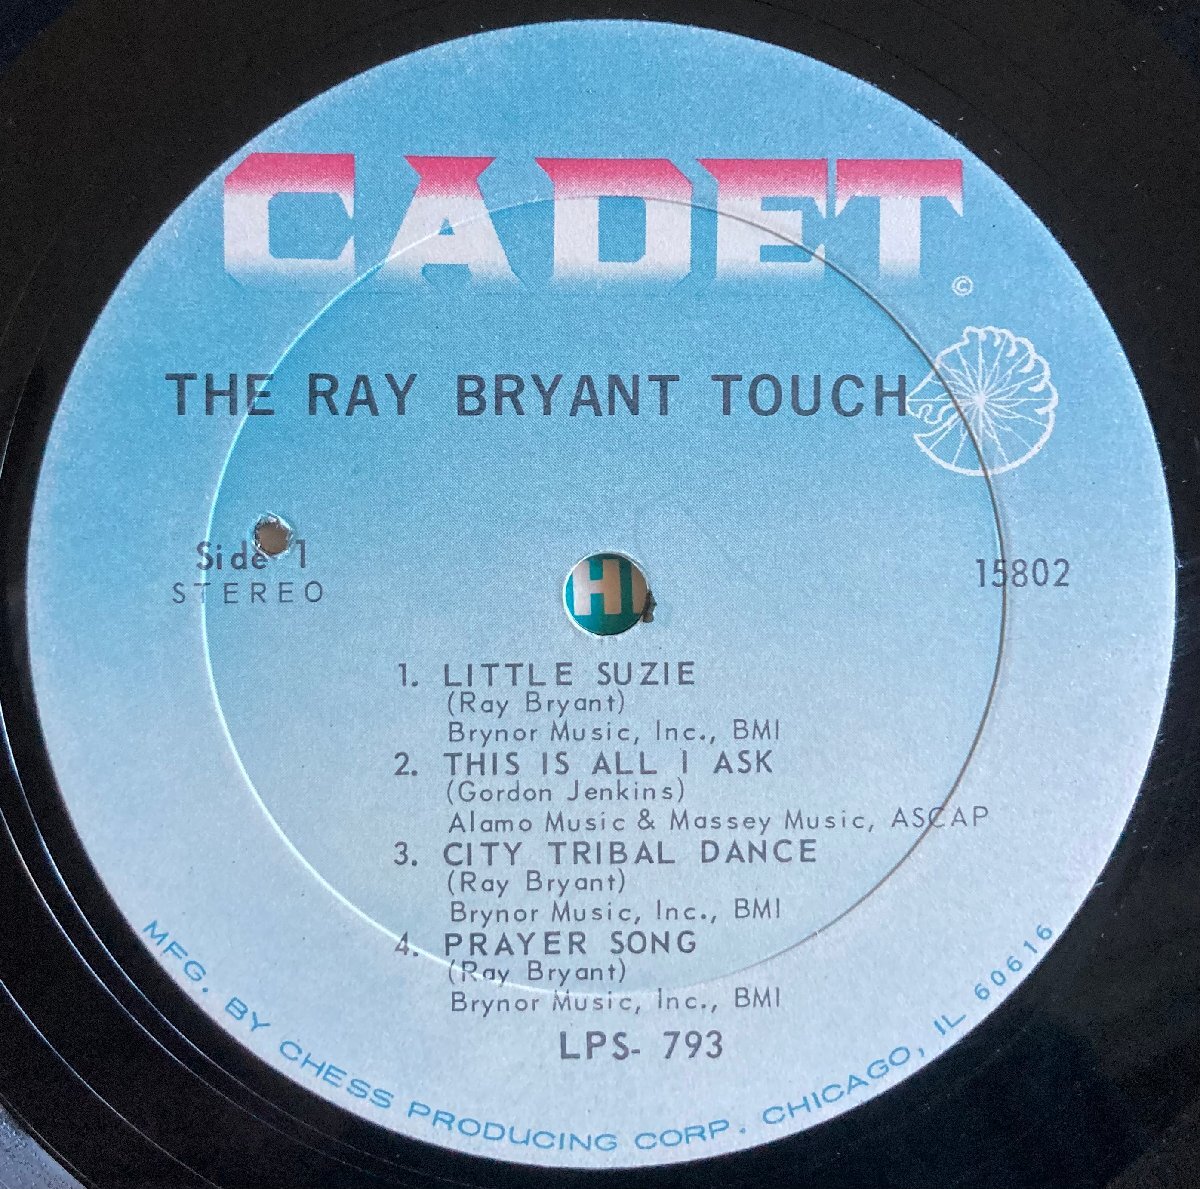 CADET
©
THE RAY BRYANT TOUCH
Side 1
STEREO
15802
HI
1. LITTLE SUZIE
(Ray Bryant)
Brynor Music, Inc., BMI
2. THIS IS ALL I ASK
(Gordon Jenkins)
Alamo Music & Massey Music, ASCAP
3. CITY TRIBAL DANCE
(Ray Bryant)
Brynor Music, Inc., BMI
4. PRAYER SONG
(Ray Bryant)
Brynor Music, Inc., BMI
LPS- 793
MFG. BY CHESS PRODUCING CORP. CHICAGO, IL 60616